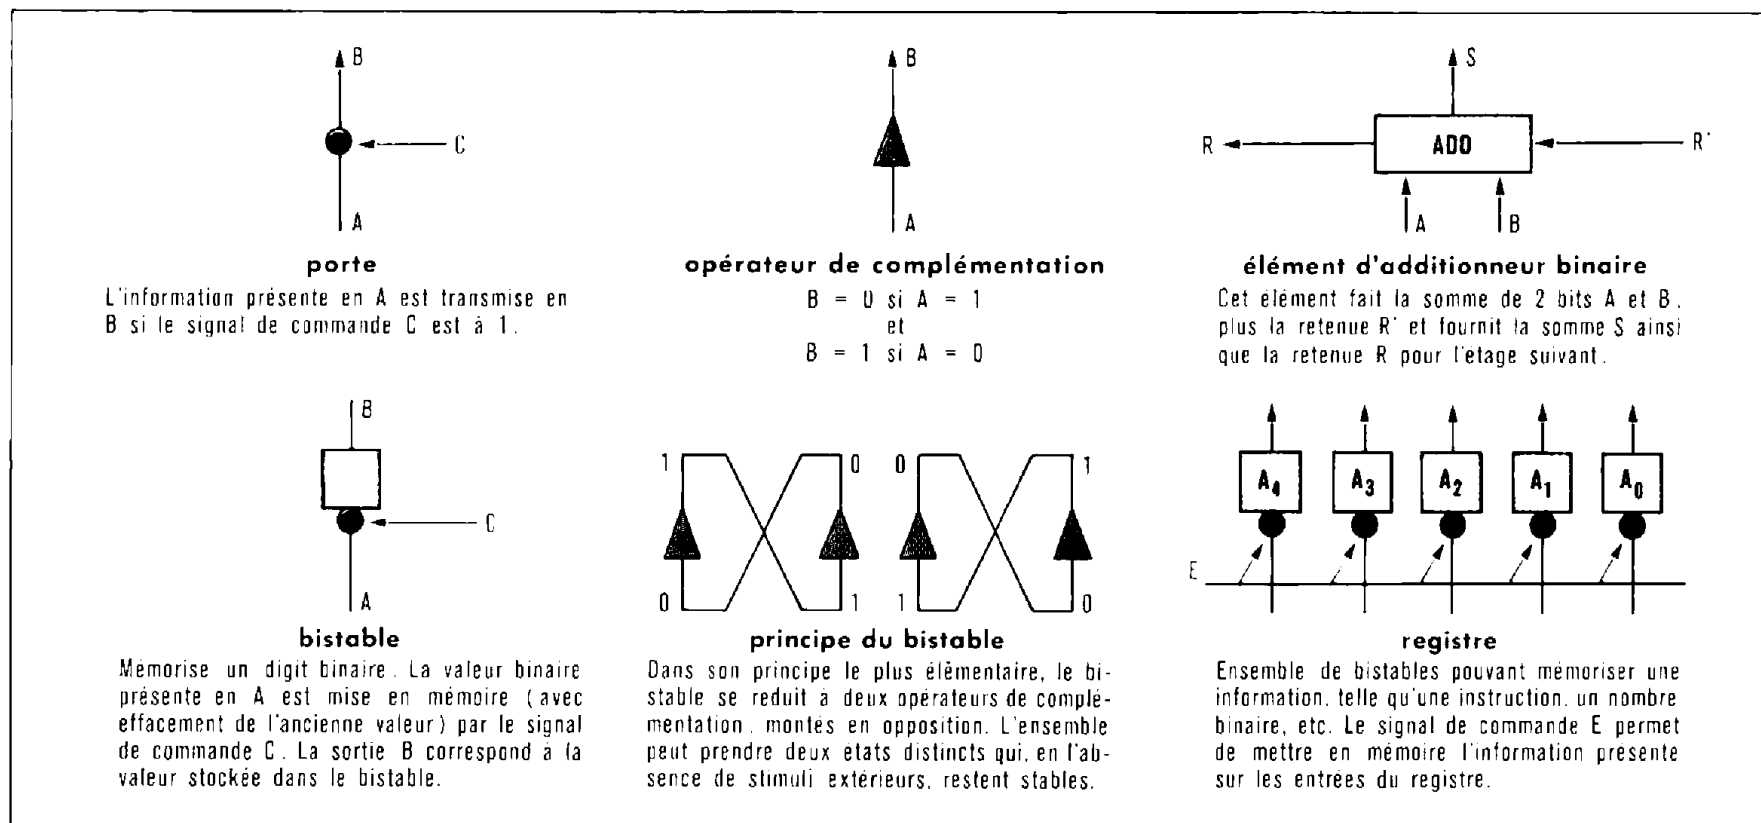 B
C
A
porte
L'information présente en A est transmise en
B si le signal de commande C est à 1.
B
A
opérateur de complémentation
B = 0 si A = 1
et
B = 1 si A = 0
S
R ADD R'
A B
élément d'additionneur binaire
Cet élément fait la somme de 2 bits A et B,
plus la retenue R' et fournit la somme S ainsi
que la retenue R pour l'étage suivant.
B
C
A
bistable
Mémorise un digit binaire. La valeur binaire
présente en A est mise en mémoire (avec
effacement de l'ancienne valeur) par le signal
de commande C. La sortie B correspond à la
valeur stockée dans le bistable.
1 0 0 1
0 1 1 0
principe du bistable
Dans son principe le plus élémentaire, le bi-
stable se reduit à deux opérateurs de complé-
mentation, montés en opposition. L'ensemble
peut prendre deux états distincts qui, en l'ab-
sence de stimuli extérieurs, restent stables.
A4 A3 A2 A1 A0
E
registre
Ensemble de bistables pouvant mémoriser une
information, telle qu'une instruction, un nombre
binaire, etc. Le signal de commande E permet
de mettre en mémoire l'information présente
sur les entrées du registre.